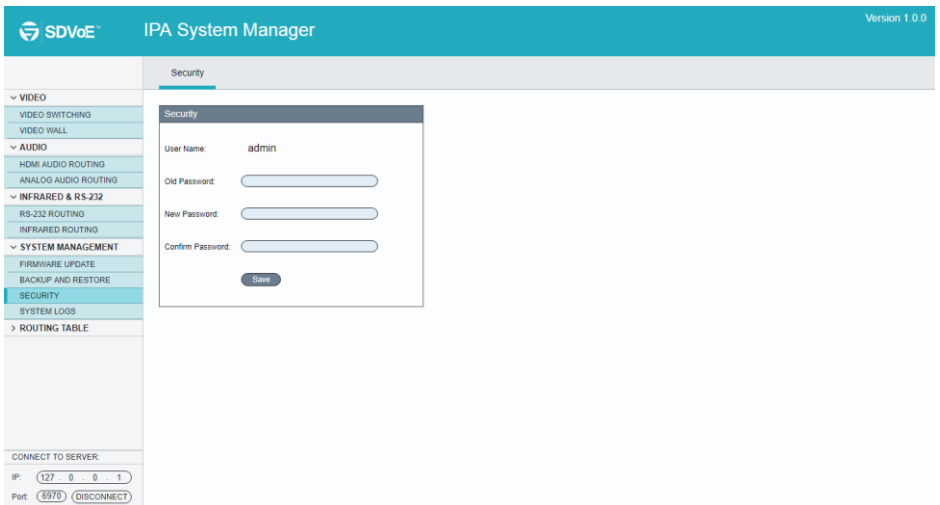 SDVoE™
IPA System Manager
Version 1.0.0
Security
VIDEO
VIDEO SWITCHING
VIDEO WALL
AUDIO
HDMI AUDIO ROUTING
ANALOG AUDIO ROUTING
INFRARED & RS-232
RS-232 ROUTING
INFRARED ROUTING
SYSTEM MANAGEMENT
FIRMWARE UPDATE
BACKUP AND RESTORE
SECURITY
SYSTEM LOGS
ROUTING TABLE
Security
User Name: admin
Old Password:
New Password:
Confirm Password:
Save
CONNECT TO SERVER:
IP: 127 . 0 . 0 . 1
Port: 6970 DISCONNECT